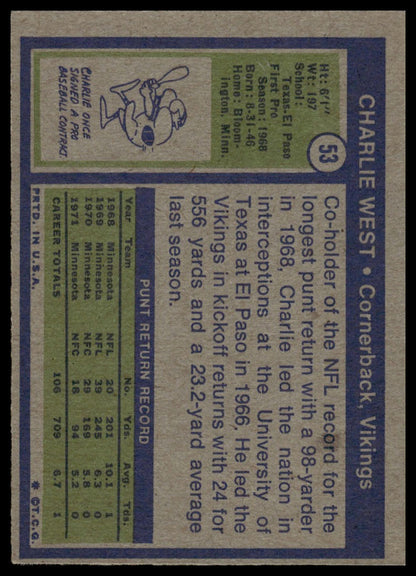 53
CHARLIE WEST • Cornerback, Vikings
Ht: 6'1"
Wt: 197
School:
Texas-El Paso
First Pro
Season: 1968
Born: 8-31-46
Home: Bloom-
ington, Minn.
CHARLIE ONCE
SIGNED A PRO
BASEBALL CONTRACT
Co-holder of the NFL record for the
longest punt return with a 98-yarder
in 1968, Charlie led the nation in
interceptions at the University of
Texas at El Paso in 1966. He led the
Vikings in kickoff returns with 24 for
556 yards and a 23.2-yard average
last season.
PUNT RETURN RECORD
Year Team No. Yds. Avg. Tds.
1968 Minnesota NFL 20 201 10.1 1
1969 Minnesota NFL 39 245 6.3 0
1970 Minnesota NFC 29 169 5.8 0
1971 Minnesota NFC 18 94 5.2 0
CAREER TOTALS 106 709 6.7 1
PRTD. IN U.S.A.
* © T.C.G.